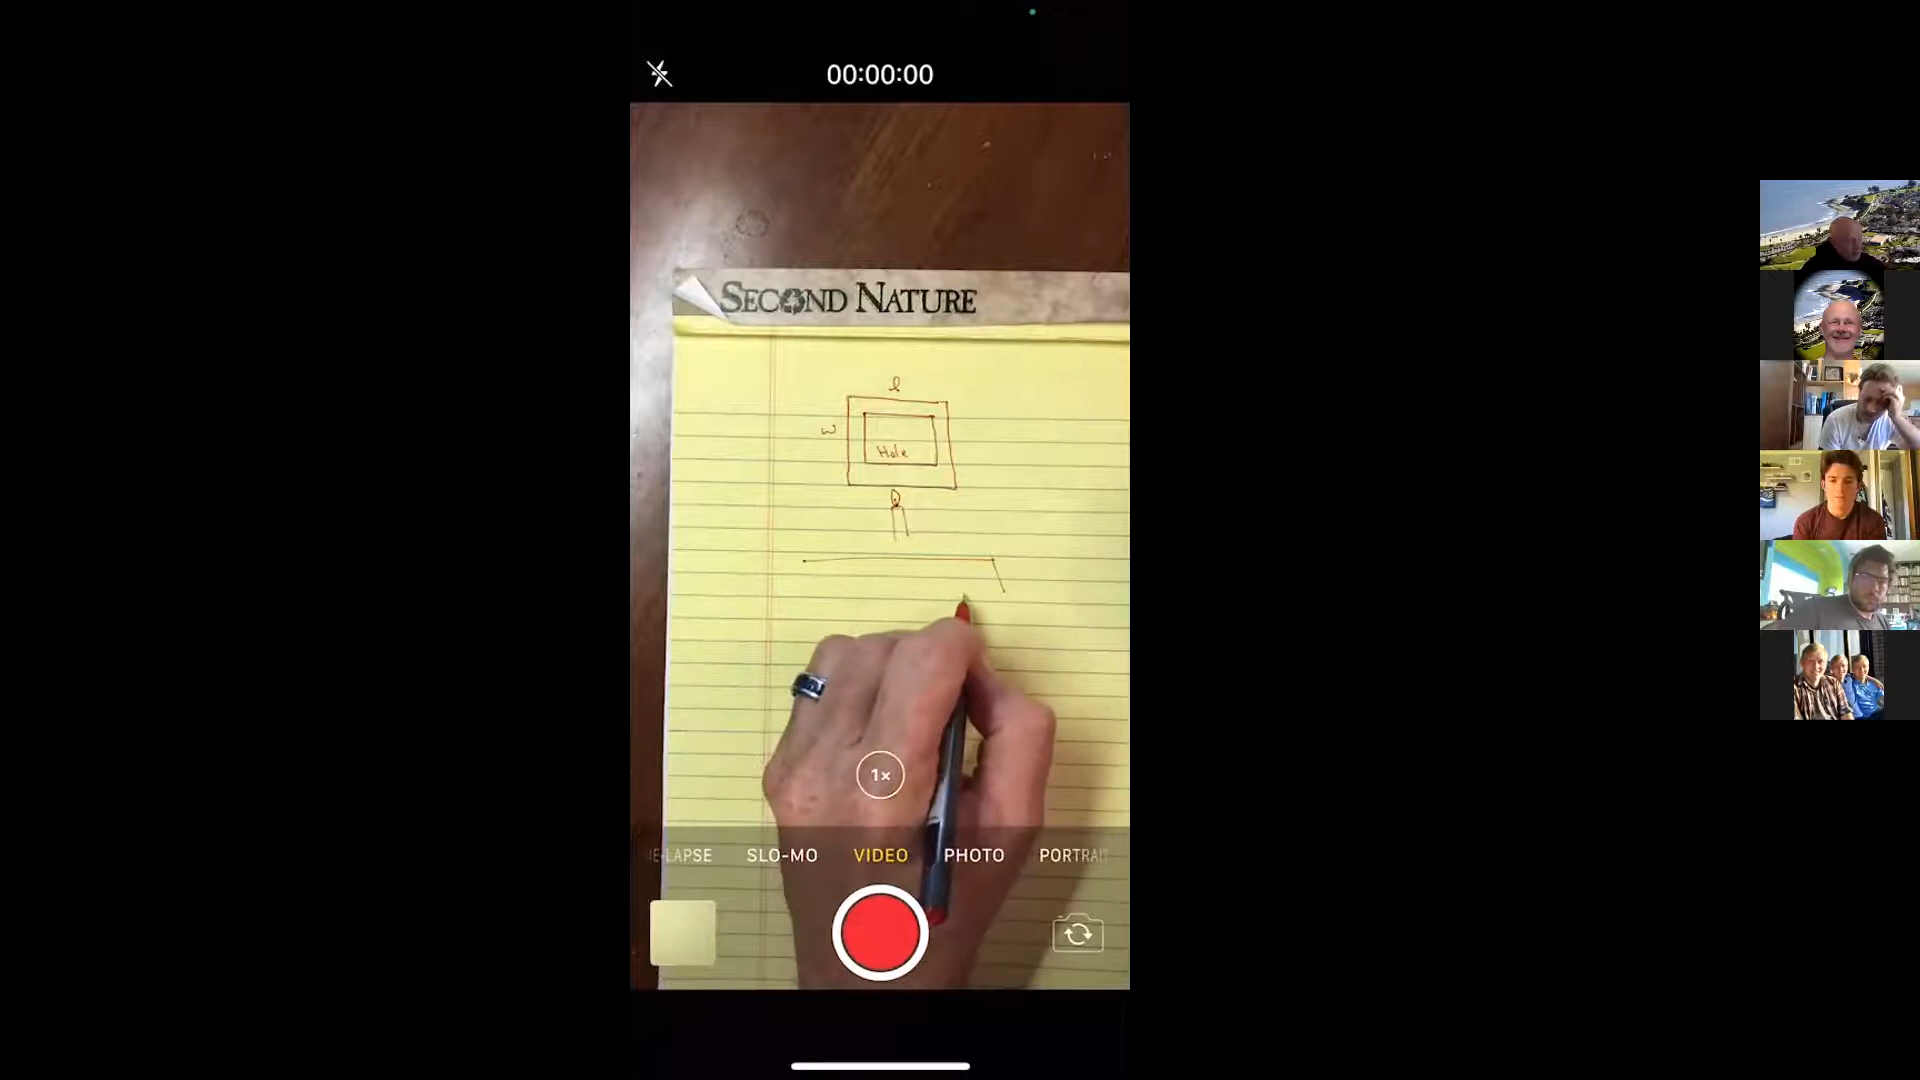 00:00:00
SECOND NATURE
l
w
Hole
1×
E-LAPSE SLO-MO VIDEO PHOTO PORTRAI